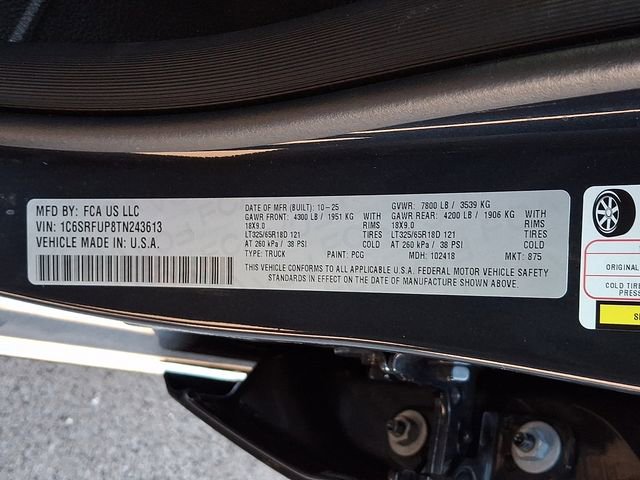 MFD BY: FCA US LLC
VIN: 1C6SRFUP8TN243613
VEHICLE MADE IN: U.S.A.
DATE OF MFR (BUILT): 10-25
GAWR FRONT: 4300 LB / 1951 KG WITH
18X9.0 RIMS
LT325/65R18D 121 TIRES
AT 260 kPa / 38 PSI COLD
TYPE: TRUCK PAINT: PCG
GVWR: 7800 LB / 3539 KG
GAWR REAR: 4200 LB / 1906 KG WITH
18X9.0 RIMS
LT325/65R18D 121 TIRES
AT 260 kPa / 38 PSI COLD
MDH: 102418 MKT: 875
THIS VEHICLE CONFORMS TO ALL APPLICABLE U.S.A. FEDERAL MOTOR VEHICLE SAFETY
STANDARDS IN EFFECT ON THE DATE OF MANUFACTURE SHOWN ABOVE.
ORIGINAL
COLD TIRE
PRESS